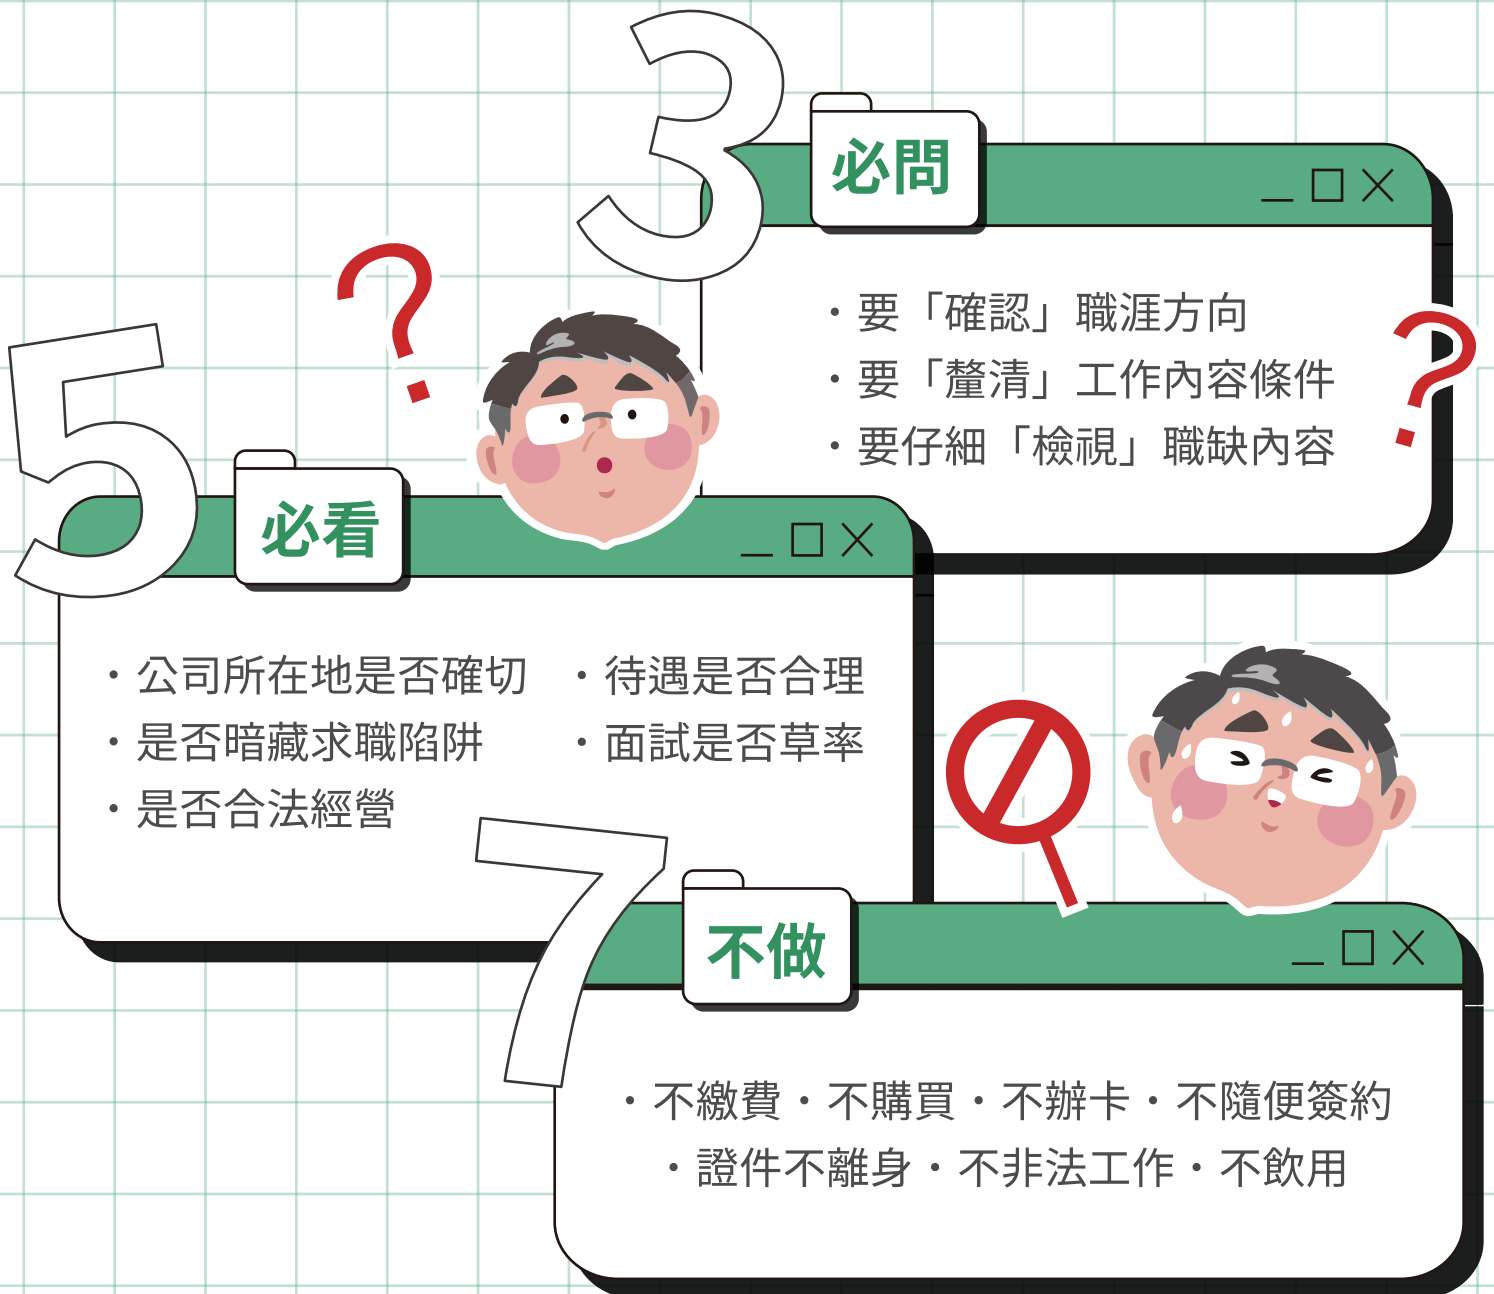 3
必問
・要「確認」職涯方向
・要「釐清」工作內容條件
・要仔細「檢視」職缺內容
?
?
5
必看
・公司所在地是否確切
・是否暗藏求職陷阱
・是否合法經營
・待遇是否合理
・面試是否草率
7
不做
・不繳費・不購買・不辦卡・不隨便簽約
・證件不離身・不非法工作・不飲用